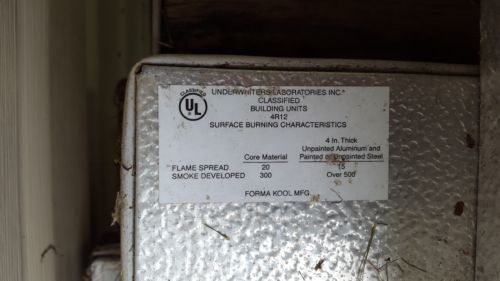 CLASSIFIED
UL
UNDERWRITERS LABORATORIES INC.®
CLASSIFIED
BUILDING UNITS
4R12
SURFACE BURNING CHARACTERISTICS
4 In. Thick
Unpainted Aluminum and
Core Material Painted or Unpainted Steel
FLAME SPREAD 20 15
SMOKE DEVELOPED 300 Over 500
FORMA KOOL MFG.